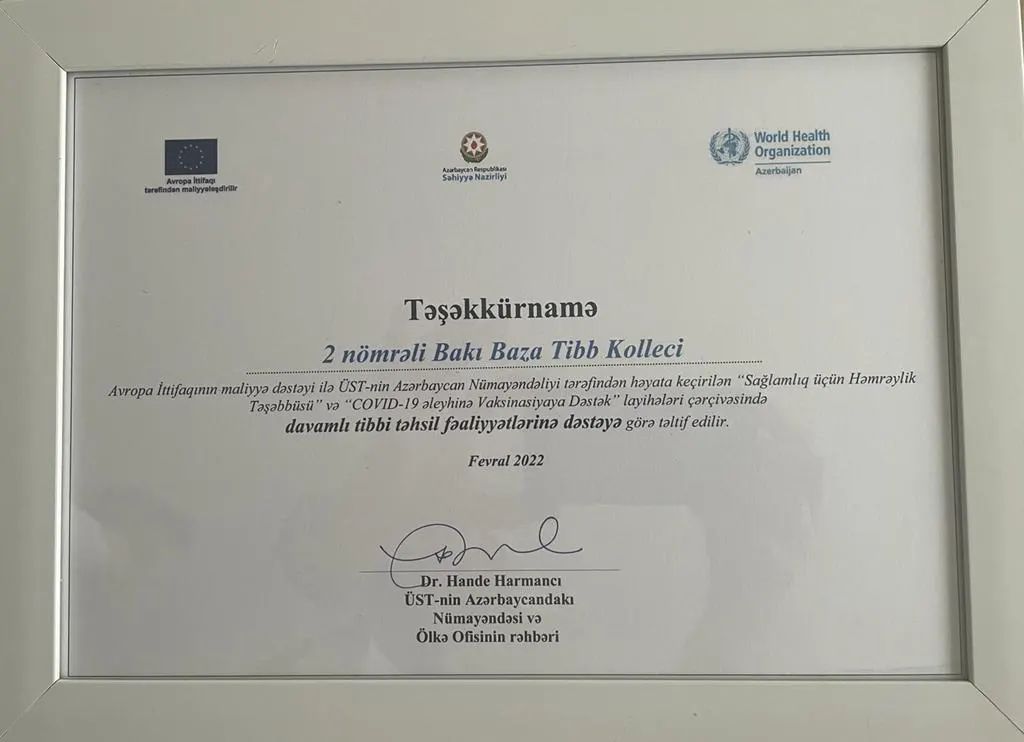 Avropa İttifaqı
tərəfindən maliyyələşdirilir
Azərbaycan Respublikası
Səhiyyə Nazirliyi
World Health
Organization
Azerbaijan
Təşəkkürnamə
2 nömrəli Bakı Baza Tibb Kolleci
Avropa İttifaqının maliyyə dəstəyi ilə ÜST-nin Azərbaycan Nümayəndəliyi tərəfindən həyata keçirilən “Sağlamlıq üçün Həmrəylik
Təşəbbüsü” və “COVID-19 əleyhinə Vaksinasiyaya Dəstək” layihələri çərçivəsində
davamlı tibbi təhsil fəaliyyətlərinə dəstəyə görə təltif edilir.
Fevral 2022
Dr. Hande Harmancı
ÜST-nin Azərbaycandakı
Nümayəndəsi və
Ölkə Ofisinin rəhbəri